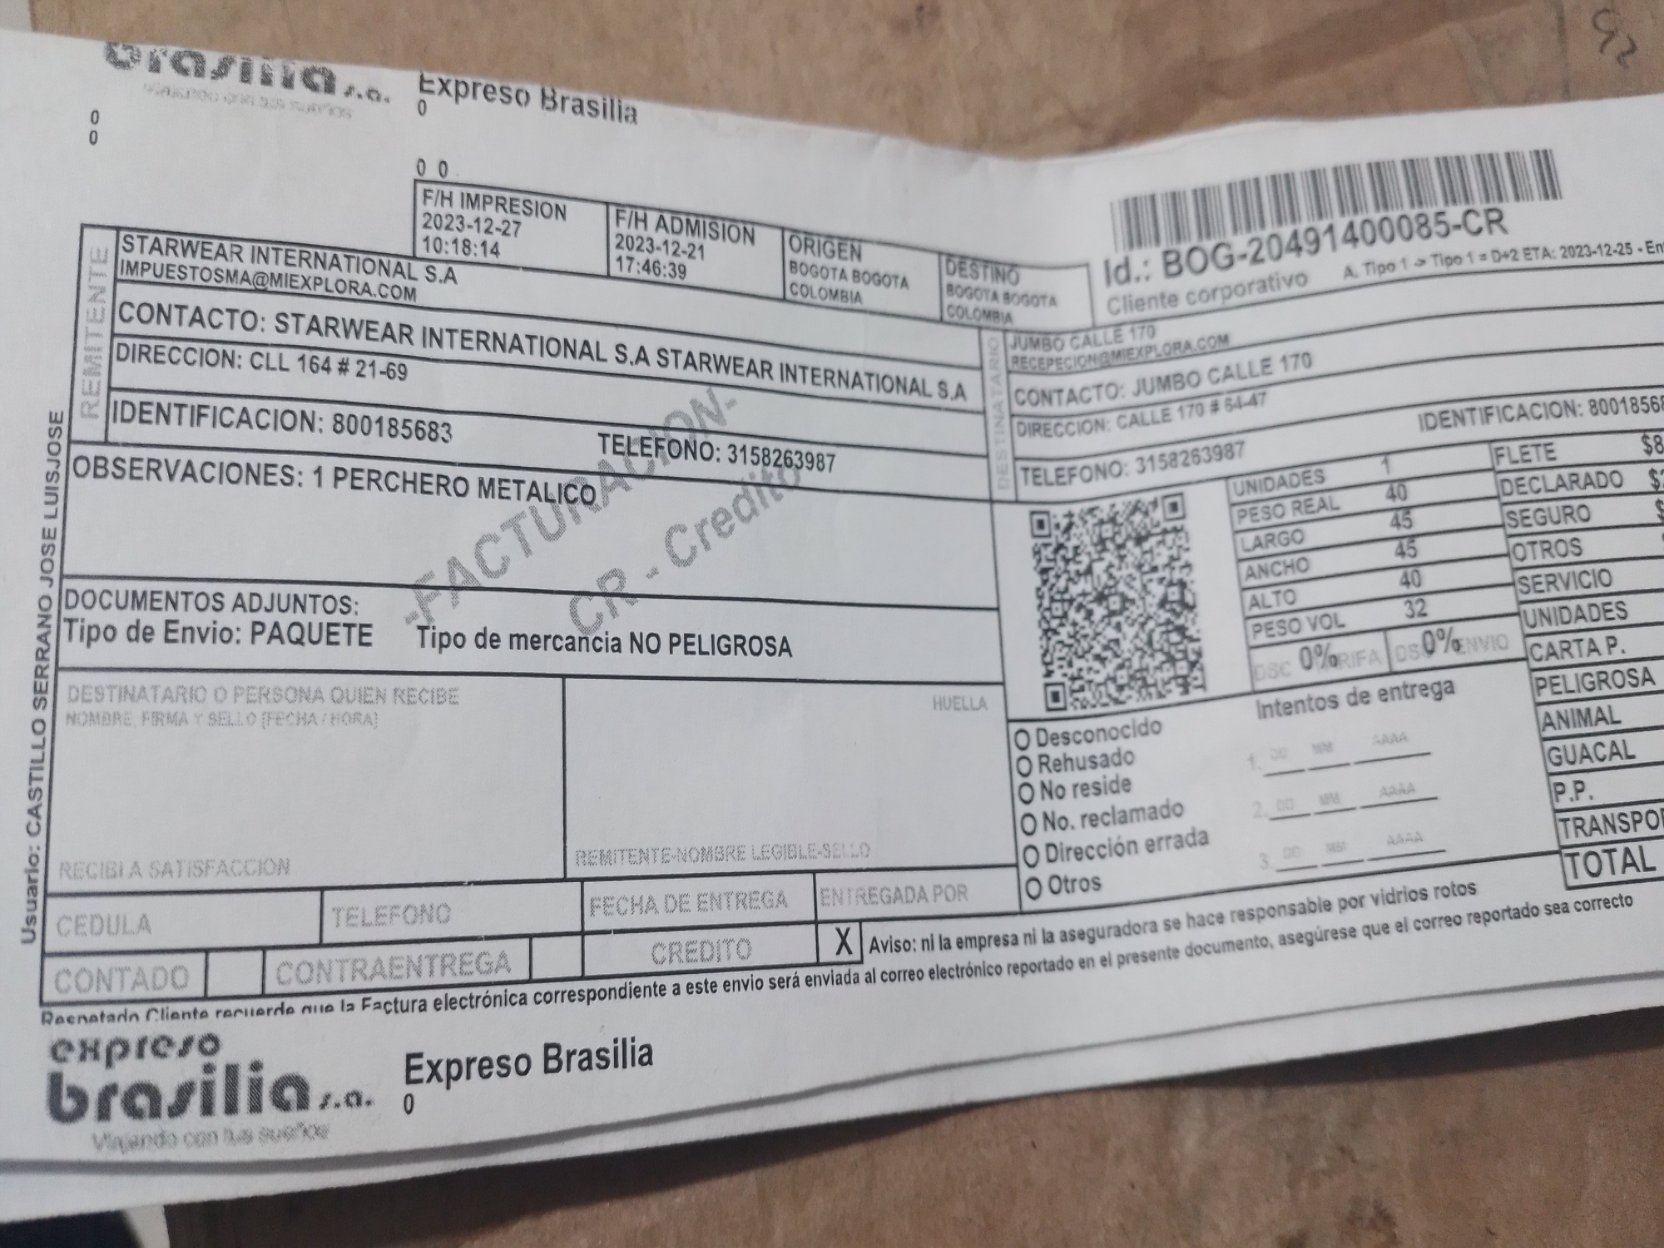 brasilia s.a.
Viajando con tus sueños
Expreso Brasilia
0
0
0
0 0
F/H IMPRESION
2023-12-27
10:18:14
F/H ADMISION
2023-12-21
17:46:39
ORIGEN
BOGOTA BOGOTA
COLOMBIA
DESTINO
BOGOTA BOGOTA
COLOMBIA
Id.: BOG-20491400085-CR
Cliente corporativo
A. Tipo 1 -> Tipo 1 = D+2 ETA: 2023-12-25 - En
REMITENTE
STARWEAR INTERNATIONAL S.A
IMPUESTOSMA@MIEXPLORA.COM
CONTACTO: STARWEAR INTERNATIONAL S.A STARWEAR INTERNATIONAL S.A
DIRECCION: CLL 164 # 21-69
IDENTIFICACION: 800185683
TELEFONO: 3158263987
DESTINATARIO
JUMBO CALLE 170
RECEPECION@MIEXPLORA.COM
CONTACTO: JUMBO CALLE 170
DIRECCION: CALLE 170 # 64-47
IDENTIFICACION: 80018568
TELEFONO: 3158263987
OBSERVACIONES: 1 PERCHERO METALICO
-FACTURACION-
CR - Credito
DOCUMENTOS ADJUNTOS:
Tipo de Envio: PAQUETE
Tipo de mercancia NO PELIGROSA
UNIDADES 1
PESO REAL 40
LARGO 45
ANCHO 45
ALTO 40
PESO VOL 32
DSC 0% RIFA
DS 0% ENVIO
FLETE $8
DECLARADO $
SEGURO $
OTROS
SERVICIO
UNIDADES
CARTA P.
PELIGROSA
ANIMAL
GUACAL
P.P.
TRANSPO
TOTAL
DESTINATARIO O PERSONA QUIEN RECIBE
NOMBRE, FIRMA Y SELLO [FECHA / HORA]
RECIBI A SATISFACCION
HUELLA
REMITENTE-NOMBRE LEGIBLE-SELLO
Desconocido
Rehusado
No reside
No. reclamado
Dirección errada
Otros
Intentos de entrega
1. DD MM AAAA
2. DD MM AAAA
3. DD MM AAAA
CEDULA
TELEFONO
FECHA DE ENTREGA
ENTREGADA POR
CONTADO
CONTRAENTREGA
CREDITO
X
Aviso: ni la empresa ni la aseguradora se hace responsable por vidrios rotos
Respetado Cliente recuerde que la Factura electrónica correspondiente a este envio será enviada al correo electrónico reportado en el presente documento, asegúrese que el correo reportado sea correcto
Usuario: CASTILLO SERRANO JOSE LUISJOSE
expreso
brasilia s.a.
Viajando con tus sueños
Expreso Brasilia
0